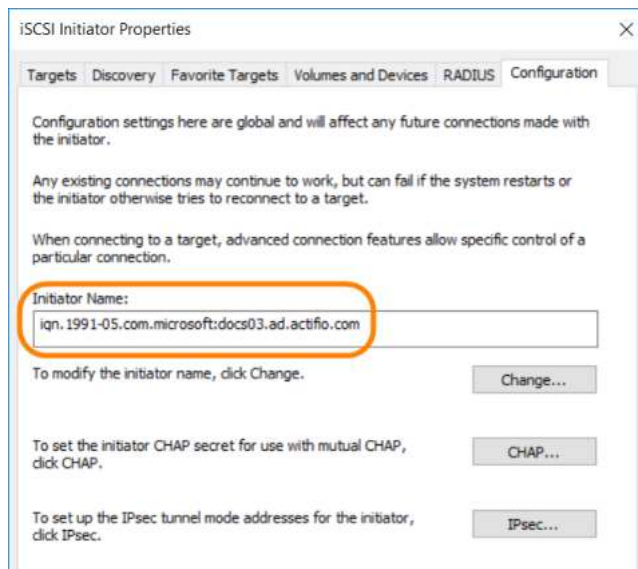 iSCSI Initiator Properties
Targets Discovery Favorite Targets Volumes and Devices RADIUS Configuration
Configuration settings here are global and will affect any future connections made with
the initiator.
Any existing connections may continue to work, but can fail if the system restarts or
the initiator otherwise tries to reconnect to a target.
When connecting to a target, advanced connection features allow specific control of a
particular connection.
Initiator Name:
iqn.1991-05.com.microsoft:docs03.ad.actifio.com
To modify the initiator name, click Change.
Change...
To set the initiator CHAP secret for use with mutual CHAP,
click CHAP.
CHAP...
To set up the IPsec tunnel mode addresses for the initiator,
click IPsec.
IPsec...